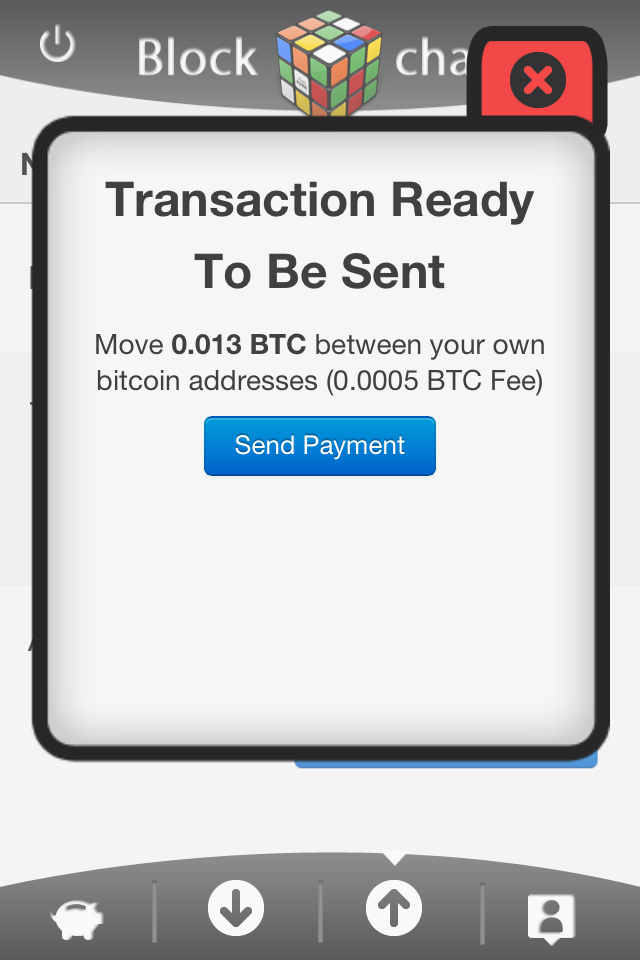 Block cha
Transaction Ready
To Be Sent
Move 0.013 BTC between your own
bitcoin addresses (0.0005 BTC Fee)
Send Payment